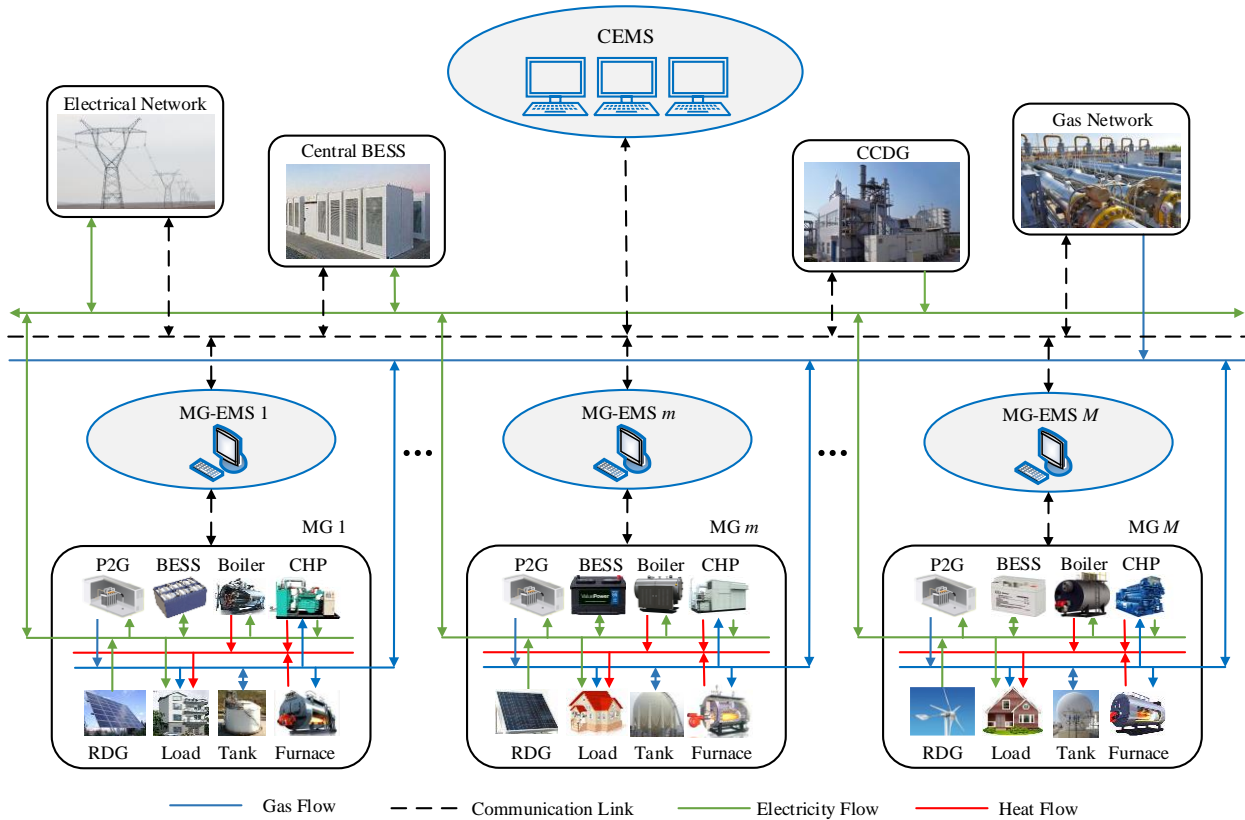 CEMS
Electrical Network
Central BESS
CCDG
Gas Network
MG-EMS 1
MG-EMS m
MG-EMS M
...
...
MG 1
MG m
MG M
P2G BESS Boiler CHP
P2G BESS Boiler CHP
P2G BESS Boiler CHP
RDG Load Tank Furnace
RDG Load Tank Furnace
RDG Load Tank Furnace
Gas Flow
Communication Link
Electricity Flow
Heat Flow